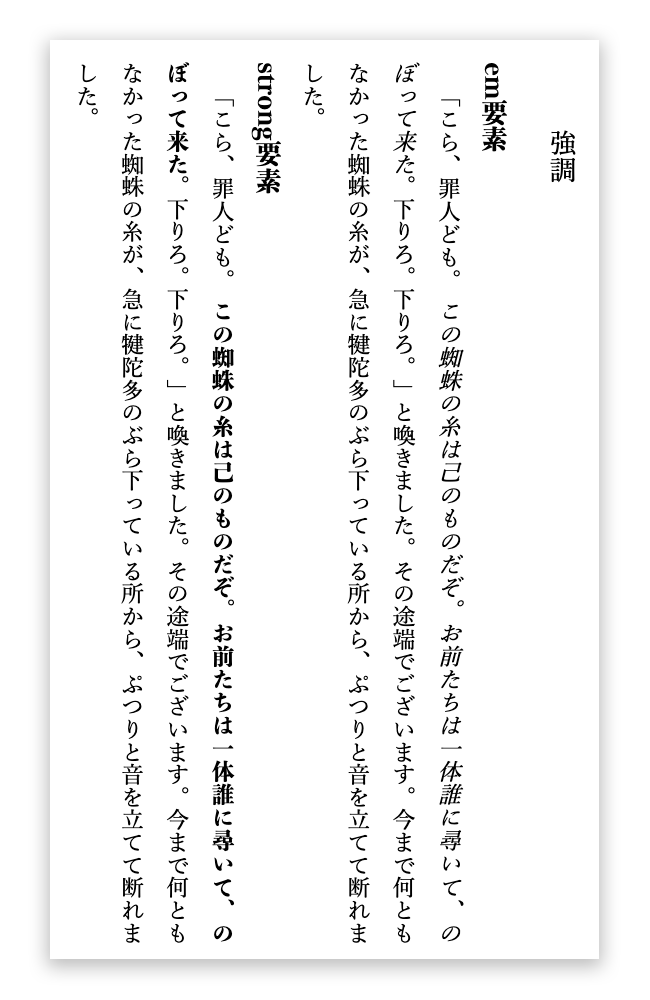 強調
em要素
「こら、罪人ども。この蜘蛛の糸は己のものだぞ。お前たちは一体誰に尋いて、の
ぼって来た。下りろ。下りろ。」と喚きました。その途端でございます。今まで何とも
なかった蜘蛛の糸が、急に犍陀多のぶら下っている所から、ぷつりと音を立てて断れま
した。
strong要素
「こら、罪人ども。この蜘蛛の糸は己のものだぞ。お前たちは一体誰に尋いて、の
ぼって来た。下りろ。下りろ。」と喚きました。その途端でございます。今まで何とも
なかった蜘蛛の糸が、急に犍陀多のぶら下っている所から、ぷつりと音を立てて断れま
した。